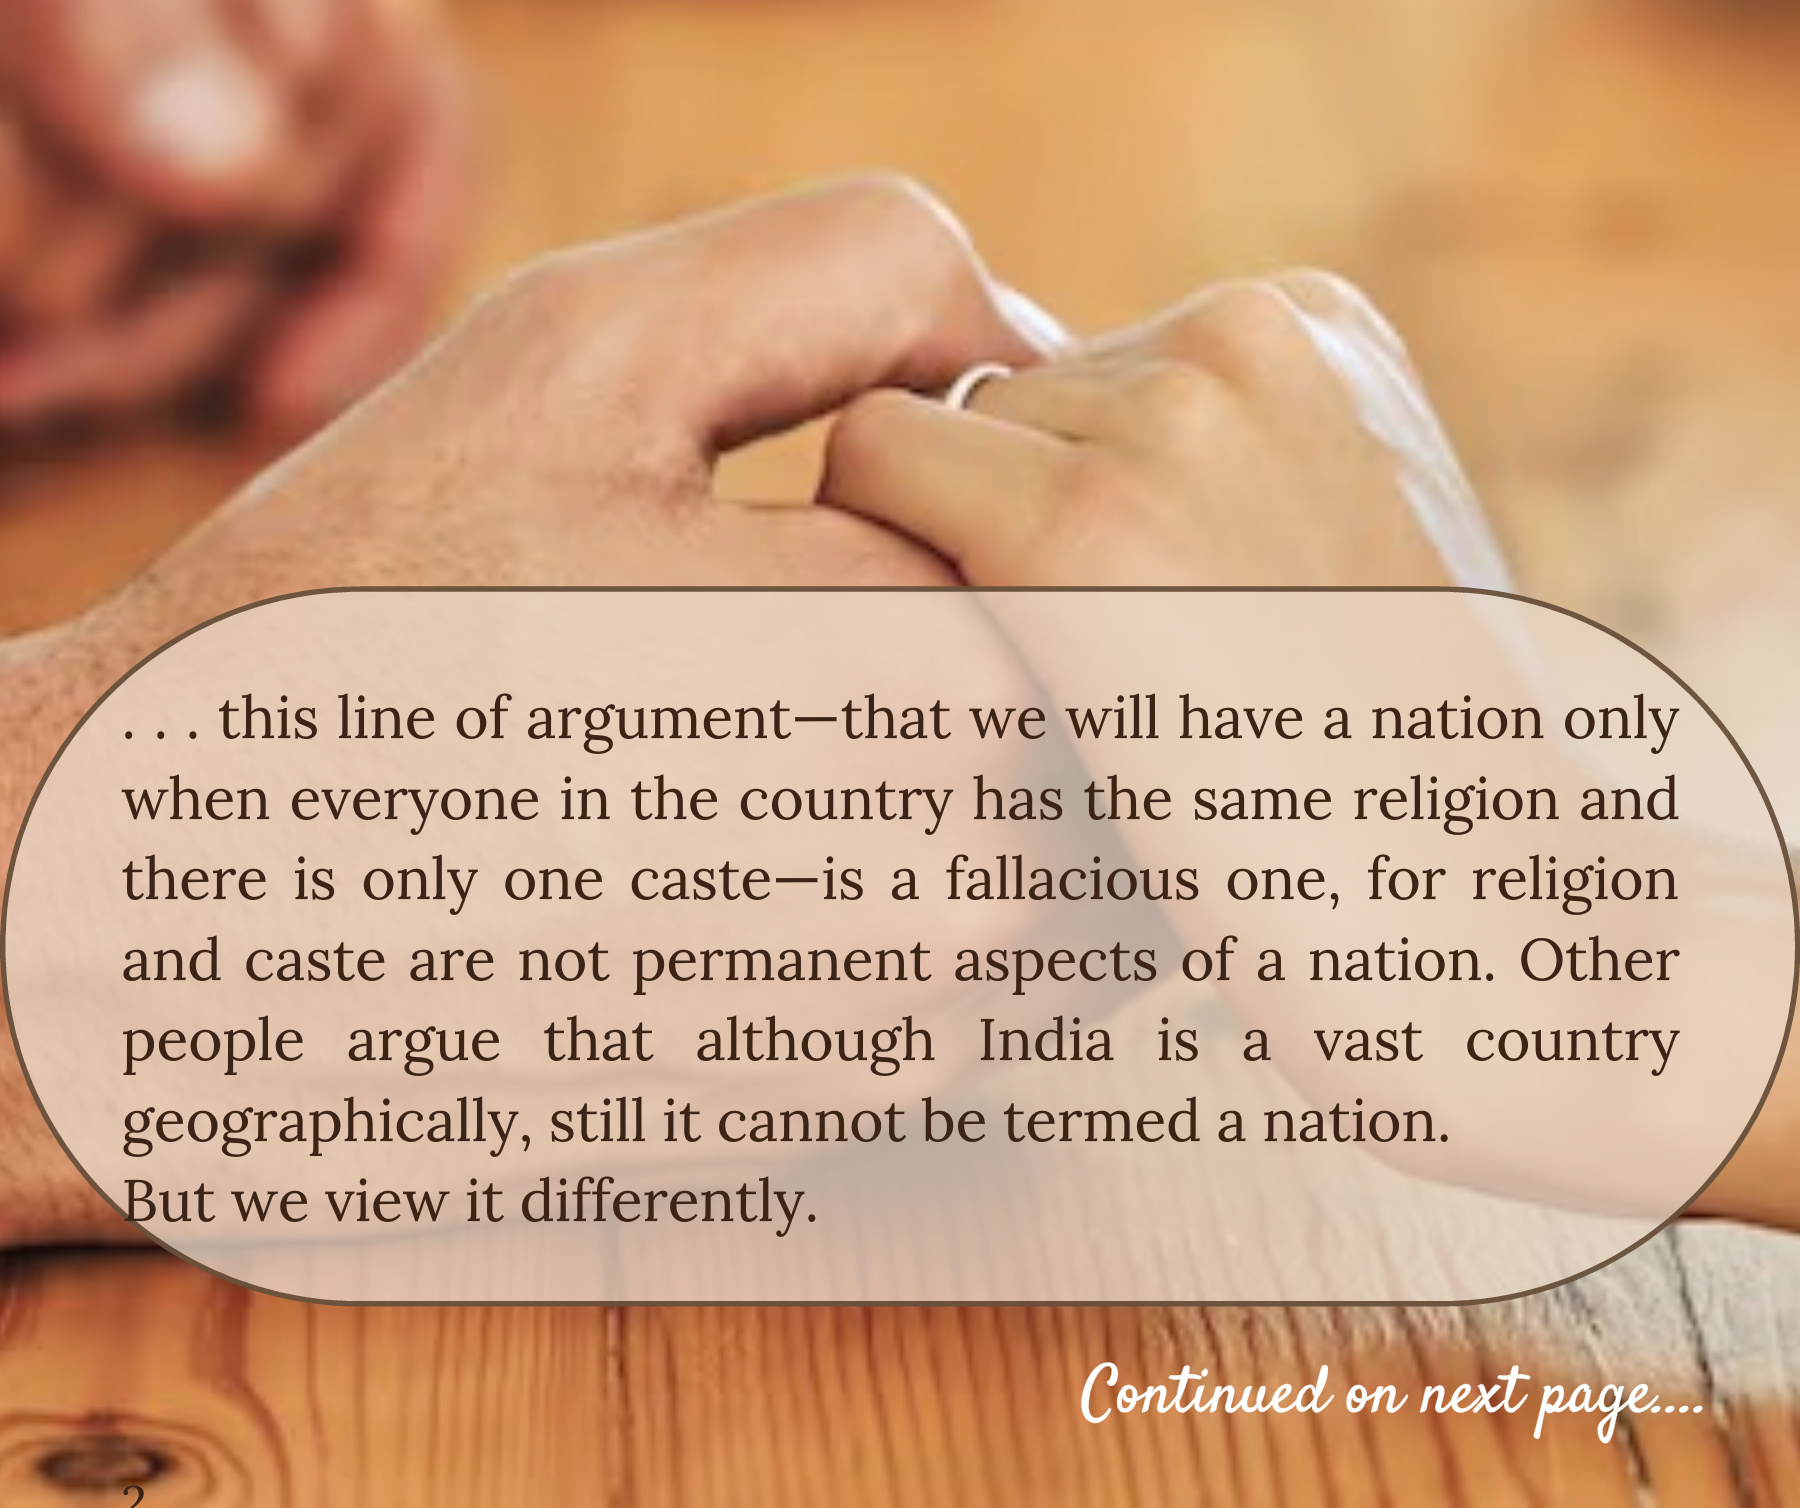 . . . this line of argument—that we will have a nation only
when everyone in the country has the same religion and
there is only one caste—is a fallacious one, for religion
and caste are not permanent aspects of a nation. Other
people argue that although India is a vast country
geographically, still it cannot be termed a nation.
But we view it differently.
Continued on next page....
2